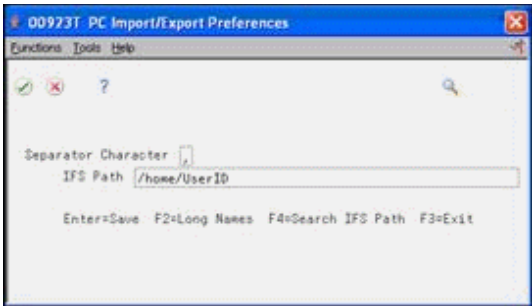 00923T PC Import/Export Preferences
Functions Tools Help
?
Separator Character ,
IFS Path /home/UserID
Enter=Save F2=Long Names F4=Search IFS Path F3=Exit